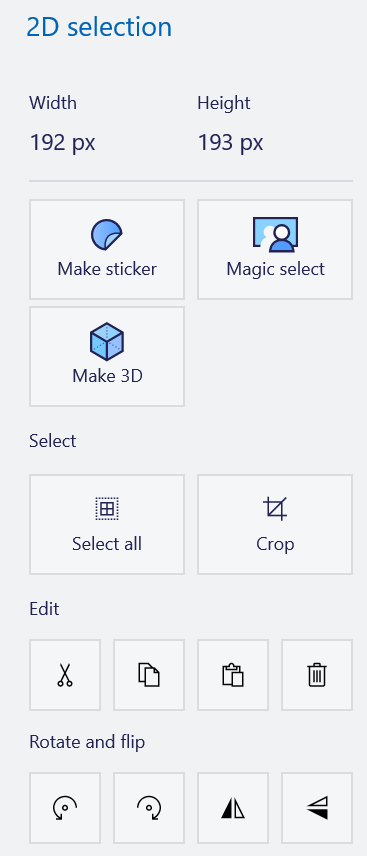 2D selection
Width Height
192 px 193 px
Make sticker Magic select
Make 3D
Select
Select all Crop
Edit
Rotate and flip